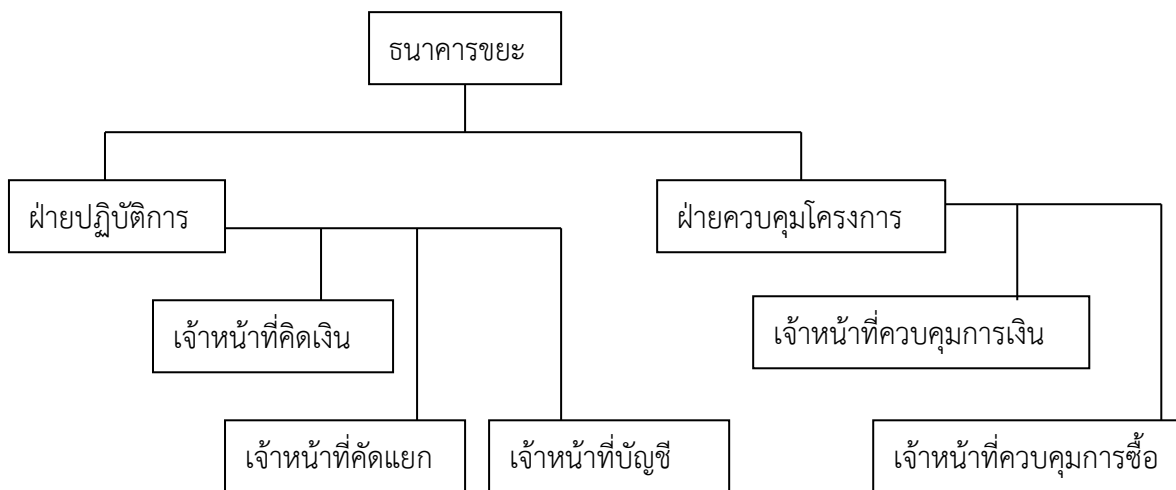 ธนาคารขยะ
ฝ่ายปฏิบัติการ
ฝ่ายควบคุมโครงการ
เจ้าหน้าที่คิดเงิน
เจ้าหน้าที่ควบคุมการเงิน
เจ้าหน้าที่คัดแยก
เจ้าหน้าที่บัญชี
เจ้าหน้าที่ควบคุมการซื้อ